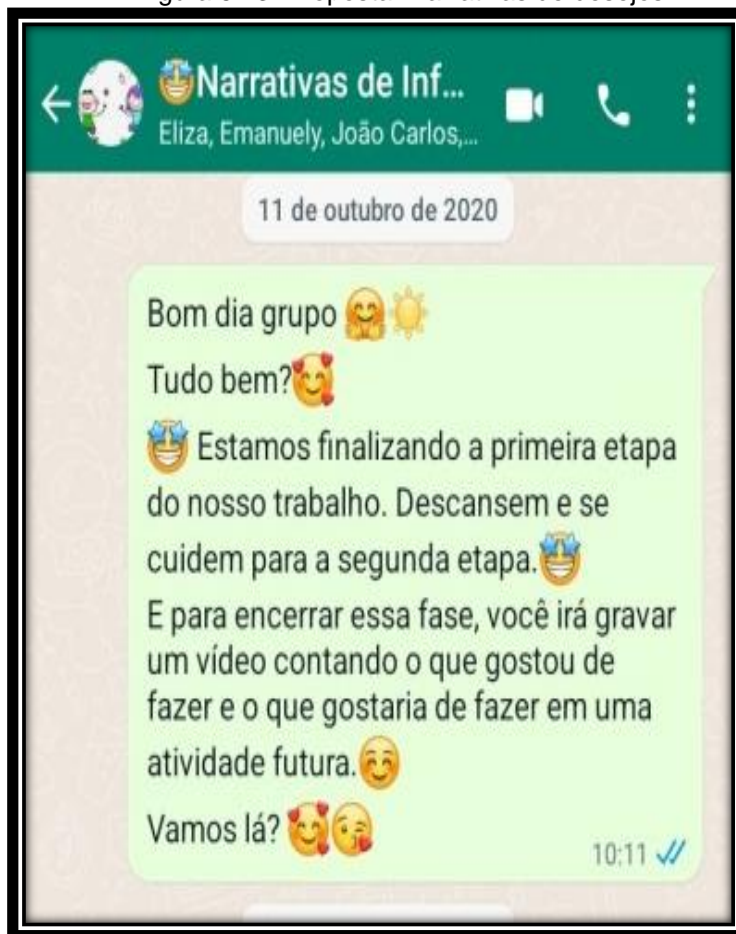 🤩Narrativas de Inf...
Eliza, Emanuely, João Carlos,...
11 de outubro de 2020
Bom dia grupo 🤗☀️
Tudo bem?🥰
🤩 Estamos finalizando a primeira etapa
do nosso trabalho. Descansem e se
cuidem para a segunda etapa.🤩
E para encerrar essa fase, você irá gravar
um vídeo contando o que gostou de
fazer e o que gostaria de fazer em uma
atividade futura.☺️
Vamos lá? 🥰😘
10:11